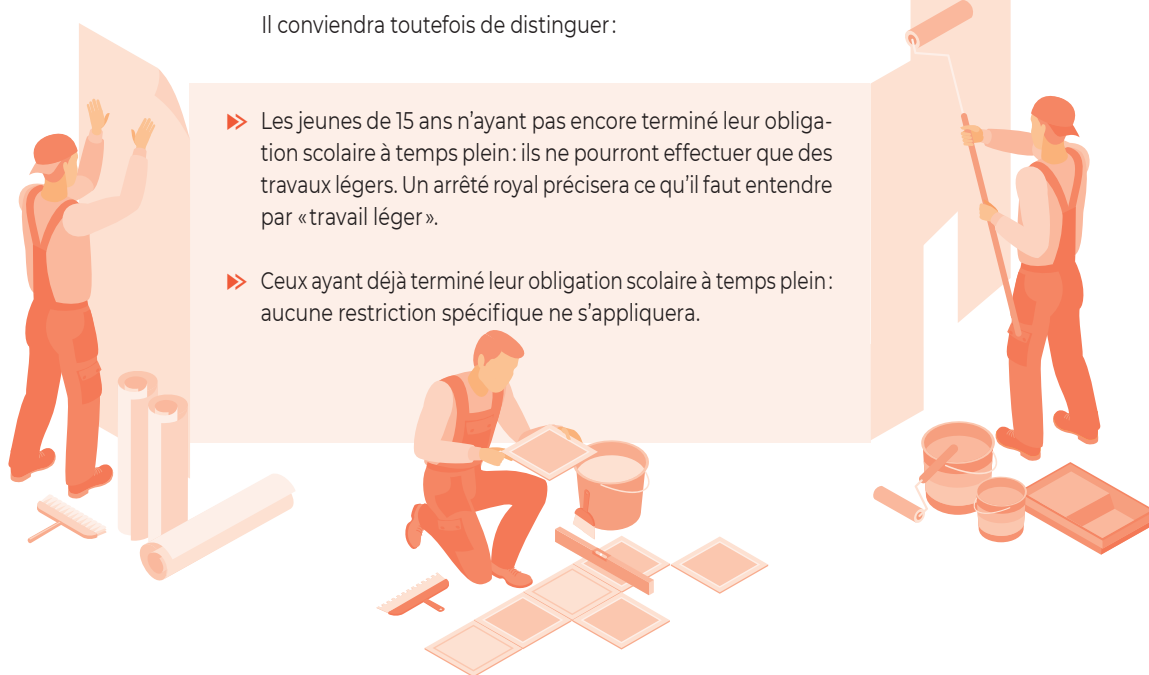 Il conviendra toutefois de distinguer :
Les jeunes de 15 ans n’ayant pas encore terminé leur obliga-
tion scolaire à temps plein : ils ne pourront effectuer que des
travaux légers. Un arrêté royal précisera ce qu’il faut entendre
par « travail léger ».
Ceux ayant déjà terminé leur obligation scolaire à temps plein :
aucune restriction spécifique ne s’appliquera.